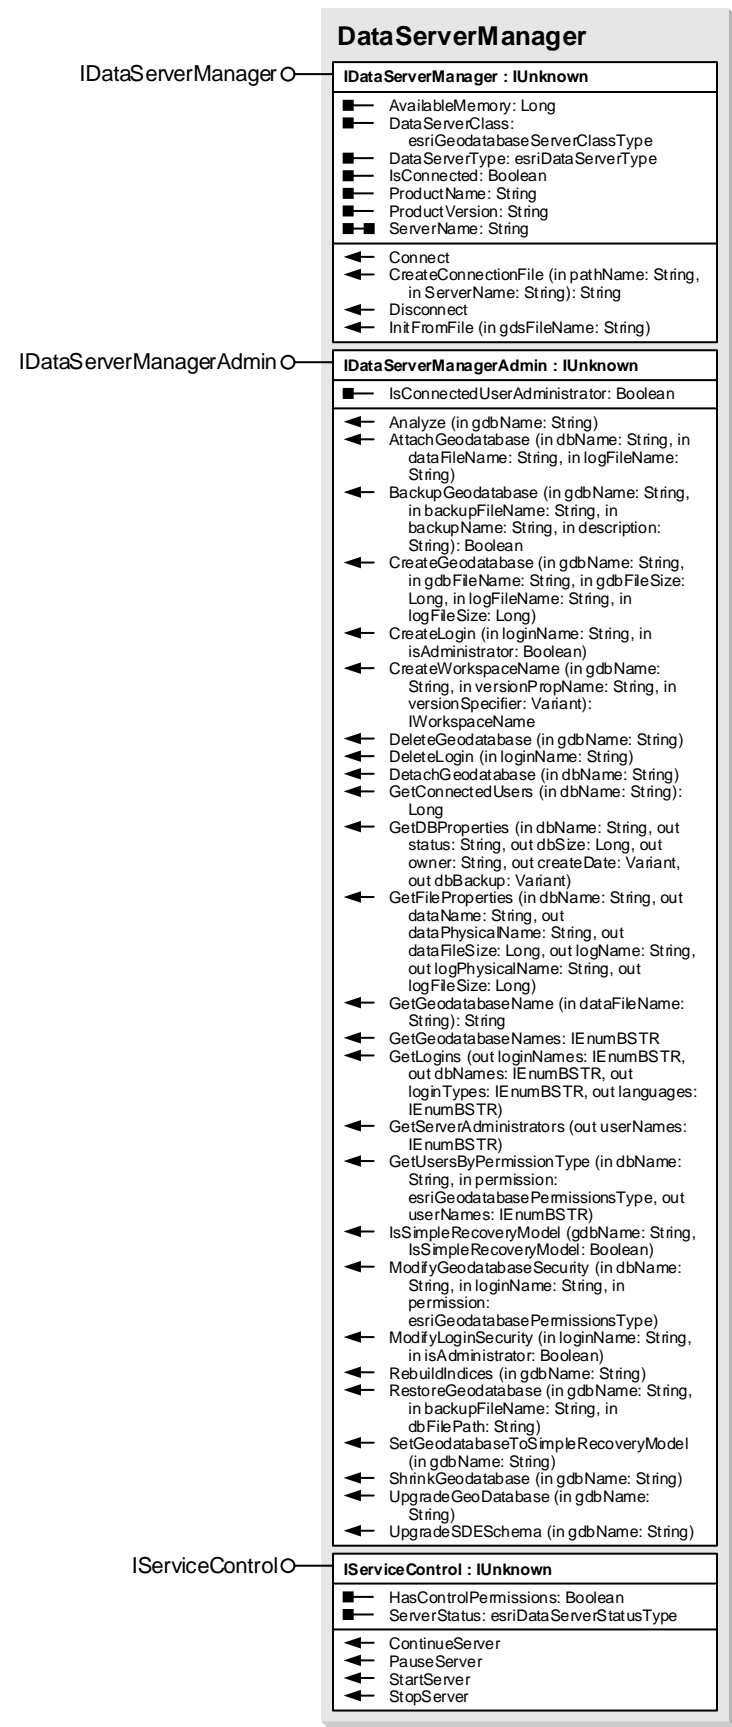 DataServerManager
IDataServerManager
IDataServerManager : IUnknown
AvailableMemory: Long
DataServerClass:
esriGeodatabaseServerClassType
DataServerType: esriDataServerType
IsConnected: Boolean
ProductName: String
ProductVersion: String
ServerName: String
Connect
CreateConnectionFile (in pathName: String,
in ServerName: String): String
Disconnect
InitFromFile (in gdsFileName: String)
IDataServerManagerAdmin
IDataServerManagerAdmin : IUnknown
IsConnectedUserAdministrator: Boolean
Analyze (in gdbName: String)
AttachGeodatabase (in dbName: String, in
dataFileName: String, in logFileName:
String)
BackupGeodatabase (in gdbName: String,
in backupFileName: String, in
backupName: String, in description:
String): Boolean
CreateGeodatabase (in gdbName: String,
in gdbFileName: String, in gdbFileSize:
Long, in logFileName: String, in
logFileSize: Long)
CreateLogin (in loginName: String, in
isAdministrator: Boolean)
CreateWorkspaceName (in gdbName:
String, in versionPropName: String, in
versionSpecifier: Variant):
IWorkspaceName
DeleteGeodatabase (in gdbName: String)
DeleteLogin (in loginName: String)
DetachGeodatabase (in dbName: String)
GetConnectedUsers (in dbName: String):
Long
GetDBProperties (in dbName: String, out
status: String, out dbSize: Long, out
owner: String, out createDate: Variant,
out dbBackup: Variant)
GetFileProperties (in dbName: String, out
dataName: String, out
dataPhysicalName: String, out
dataFileSize: Long, out logName: String,
out logPhysicalName: String, out
logFileSize: Long)
GetGeodatabaseName (in dataFileName:
String): String
GetGeodatabaseNames: IEnumBSTR
GetLogins (out loginNames: IEnumBSTR,
out dbNames: IEnumBSTR, out
loginTypes: IEnumBSTR, out languages:
IEnumBSTR)
GetServerAdministrators (out userNames:
IEnumBSTR)
GetUsersByPermissionType (in dbName:
String, in permission:
esriGeodatabasePermissionsType, out
userNames: IEnumBSTR)
IsSimpleRecoveryModel (gdbName: String,
IsSimpleRecoveryModel: Boolean)
ModifyGeodatabaseSecurity (in dbName:
String, in loginName: String, in
permission:
esriGeodatabasePermissionsType)
ModifyLoginSecurity (in loginName: String,
in isAdministrator: Boolean)
RebuildIndices (in gdbName: String)
RestoreGeodatabase (in gdbName: String,
in backupFileName: String, in
dbFilePath: String)
SetGeodatabaseToSimpleRecoveryModel
(in gdbName: String)
ShrinkGeodatabase (in gdbName: String)
UpgradeGeoDatabase (in gdbName:
String)
UpgradeSDESchema (in gdbName: String)
IServiceControl
IServiceControl : IUnknown
HasControlPermissions: Boolean
ServerStatus: esriDataServerStatusType
ContinueServer
PauseServer
StartServer
StopServer